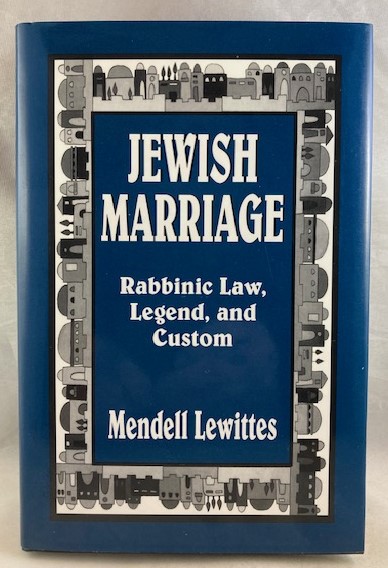 JEWISH
MARRIAGE
Rabbinic Law,
Legend, and
Custom
Mendell Lewittes